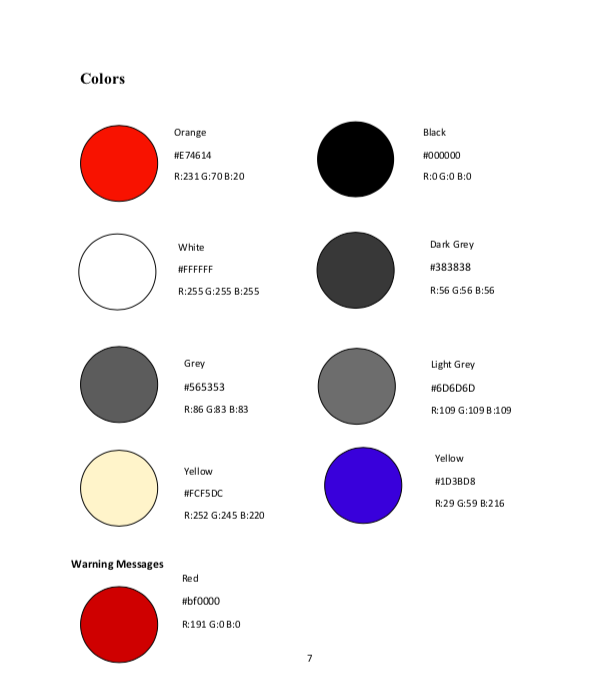 Colors
Orange
#E74614
R:231 G:70 B:20
Black
#000000
R:0 G:0 B:0
White
#FFFFFF
R:255 G:255 B:255
Dark Grey
#383838
R:56 G:56 B:56
Grey
#565353
R:86 G:83 B:83
Light Grey
#6D6D6D
R:109 G:109 B:109
Yellow
#FCF5DC
R:252 G:245 B:220
Yellow
#1D3BD8
R:29 G:59 B:216
Warning Messages
Red
#bf0000
R:191 G:0 B:0
7